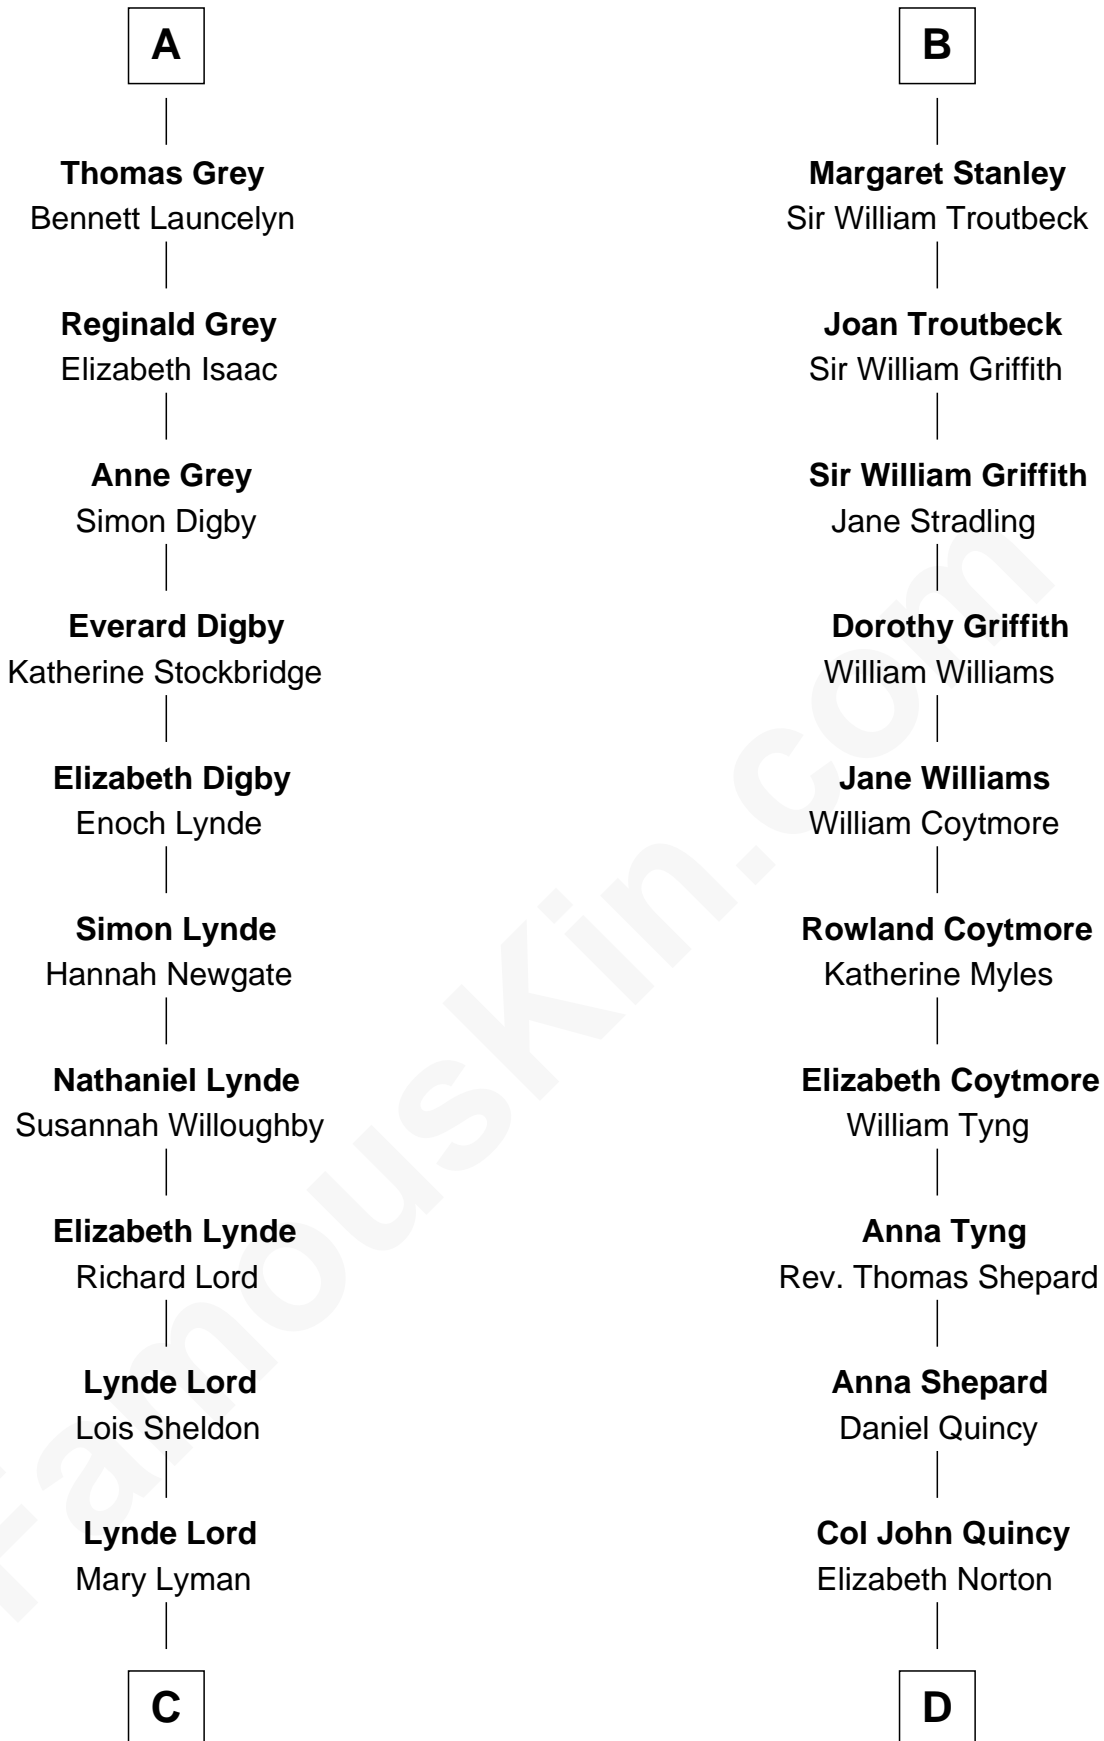 A
Thomas Grey
Bennett Launcelyn
Reginald Grey
Elizabeth Isaac
Anne Grey
Simon Digby
Everard Digby
Katherine Stockbridge
Elizabeth Digby
Enoch Lynde
Simon Lynde
Hannah Newgate
Nathaniel Lynde
Susannah Willoughby
Elizabeth Lynde
Richard Lord
Lynde Lord
Lois Sheldon
Lynde Lord
Mary Lyman
C
B
Margaret Stanley
Sir William Troutbeck
Joan Troutbeck
Sir William Griffith
Sir William Griffith
Jane Stradling
Dorothy Griffith
William Williams
Jane Williams
William Coytmore
Rowland Coytmore
Katherine Myles
Elizabeth Coytmore
William Tyng
Anna Tyng
Rev. Thomas Shepard
Anna Shepard
Daniel Quincy
Col John Quincy
Elizabeth Norton
D
FamousKin.com